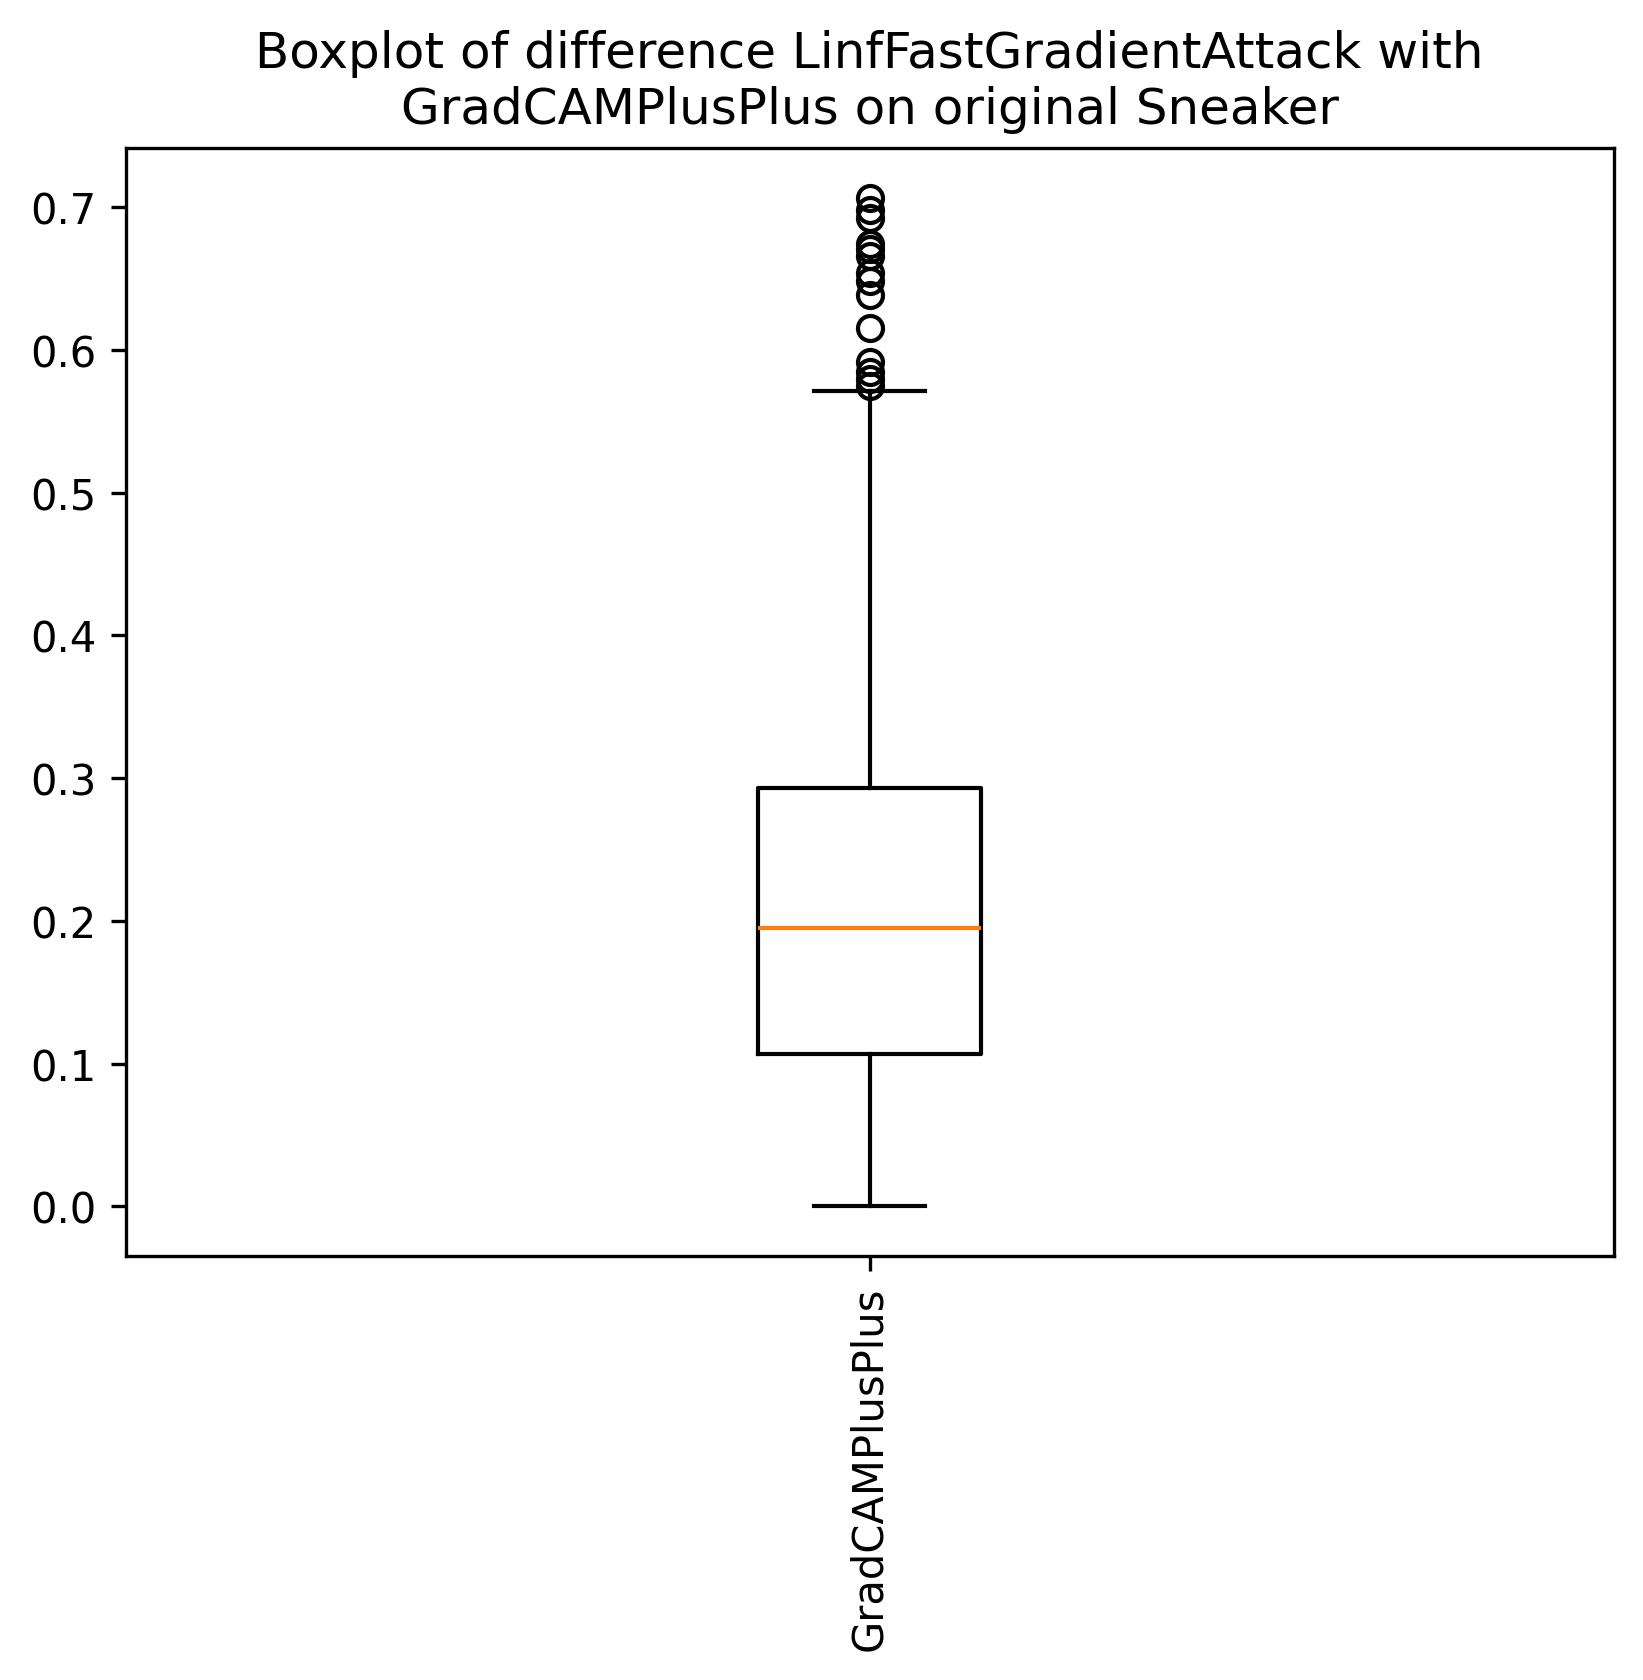 Boxplot of difference LinfFastGradientAttack with
GradCAMPlusPlus on original Sneaker
0.7
0.6
0.5
0.4
0.3
0.2
0.1
0.0
GradCAMPlusPlus